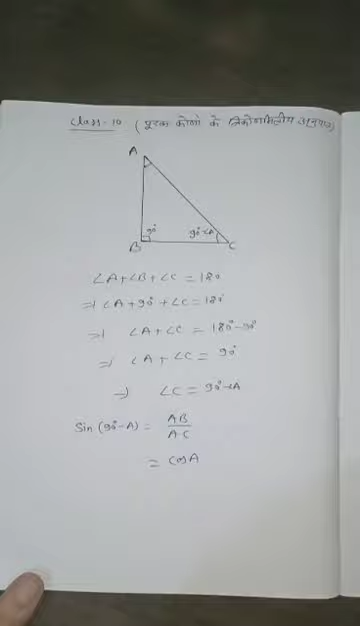 Class-10 (पूरक कोणों के त्रिकोणमितीय अनुपात)
A
90°
90°-∠A
B
C
∠A+∠B+∠C = 180
=> ∠A+90°+∠C = 180°
=> ∠A+∠C = 180°-90°
=> ∠A+∠C = 90°
=> ∠C = 90°-∠A
Sin (90°-A) = AB/AC
= CosA